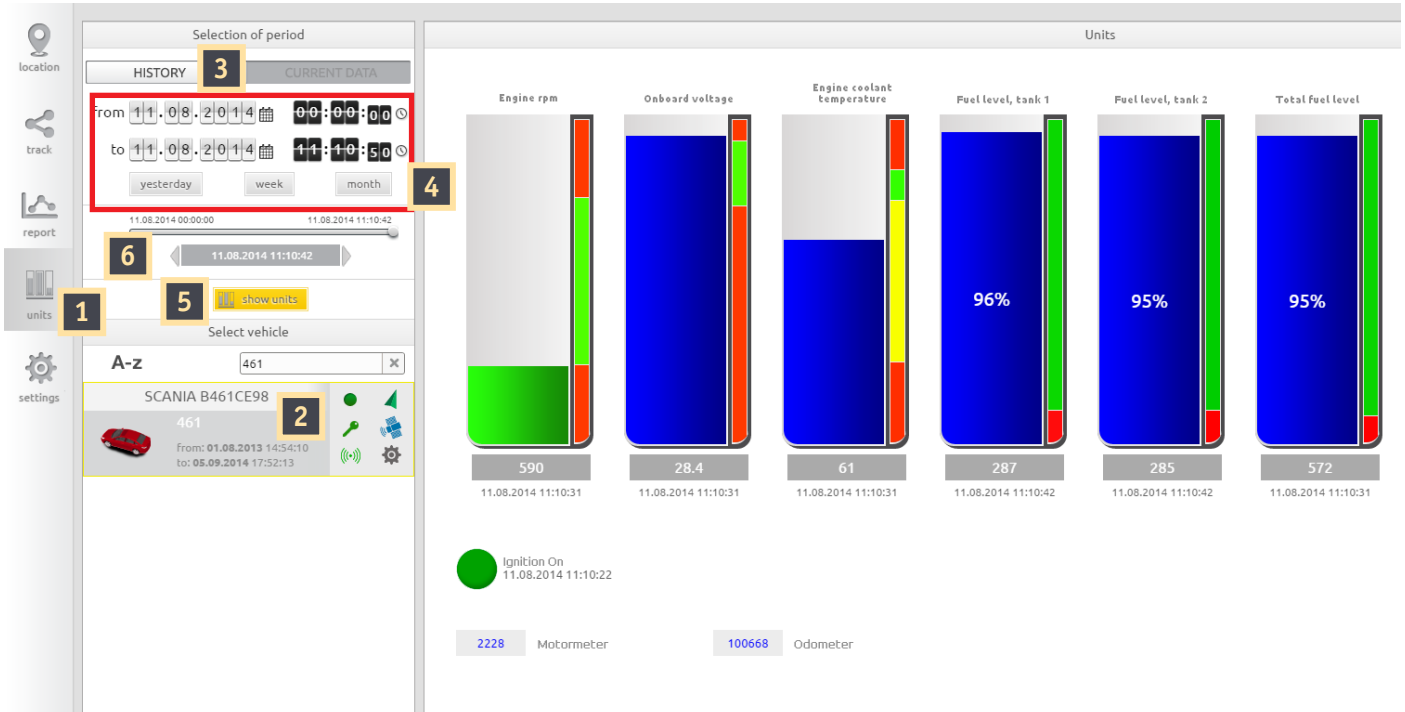 location
track
report
units
settings
1
Selection of period
HISTORY
3
CURRENT DATA
from 11.08.2014 00:00:00
to 11.08.2014 11:10:50
yesterday week month
4
11.08.2014 00:00:00 11.08.2014 11:10:42
6
11.08.2014 11:10:42
5
show units
Select vehicle
A-z
461
SCANIA B461CE98
461
2
from: 01.08.2013 14:54:10
to: 05.09.2014 17:52:13
Units
Engine rpm
Onboard voltage
Engine coolant
temperature
Fuel level, tank 1
Fuel level, tank 2
Total fuel level
96%
95%
95%
590
28.4
61
287
285
572
11.08.2014 11:10:31
11.08.2014 11:10:31
11.08.2014 11:10:31
11.08.2014 11:10:42
11.08.2014 11:10:42
11.08.2014 11:10:31
Ignition On
11.08.2014 11:10:22
2228 Motormeter
100668 Odometer